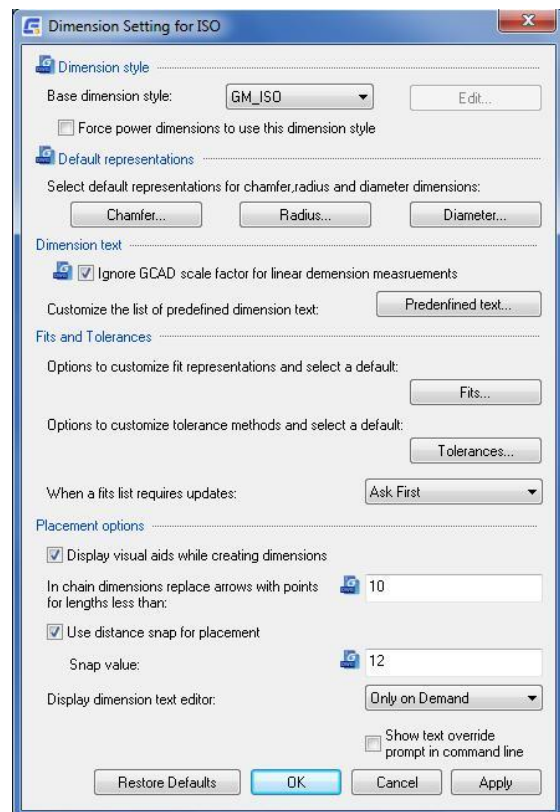 Dimension Setting for ISO
Dimension style
Base dimension style: GM_ISO Edit...
Force power dimensions to use this dimension style
Default representations
Select default representations for chamfer,radius and diameter dimensions:
Chamfer... Radius... Diameter...
Dimension text
Ignore GCAD scale factor for linear demension measruements
Customize the list of predefined dimension text: Predenfined text...
Fits and Tolerances
Options to customize fit representations and select a default:
Fits...
Options to customize tolerance methods and select a default:
Tolerances...
When a fits list requires updates: Ask First
Placement options
Display visual aids while creating dimensions
In chain dimensions replace arrows with points
for lengths less than: 10
Use distance snap for placement
Snap value: 12
Display dimension text editor: Only on Demand
Show text override
prompt in command line
Restore Defaults OK Cancel Apply